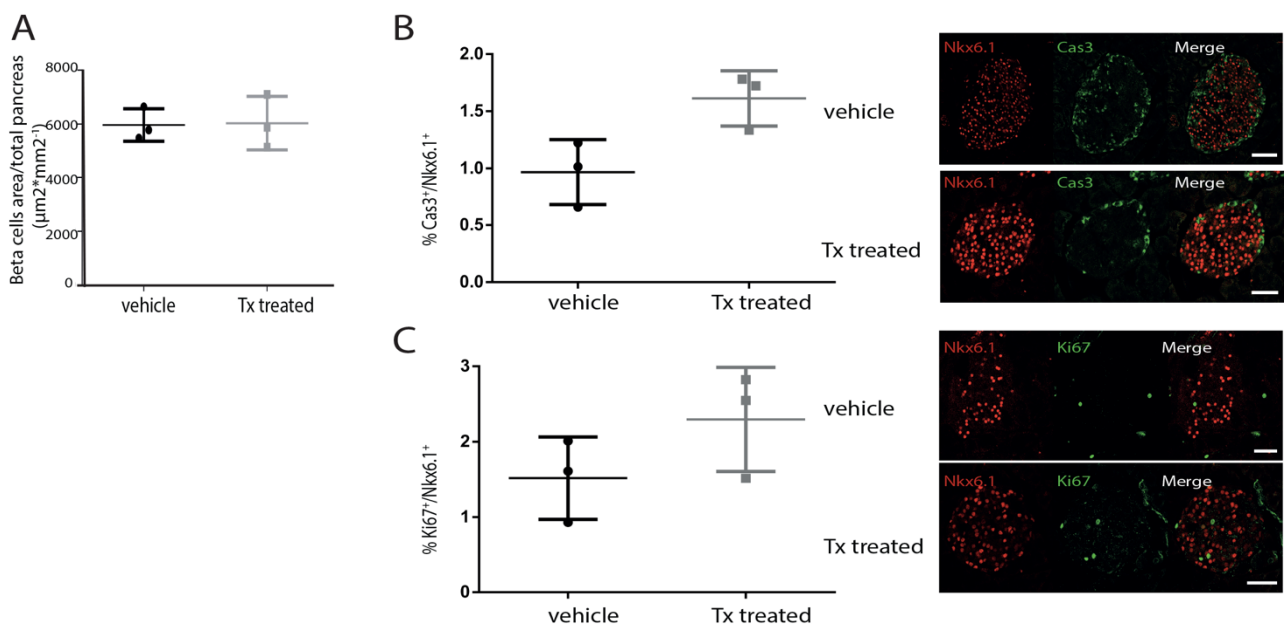 A
Beta cells area/total pancreas
(µm2*mm2⁻¹)
8000
6000
4000
2000
0
vehicle
Tx treated
B
% Cas3⁺/Nkx6.1⁺
2.0
1.5
1.0
0.5
0.0
vehicle
Tx treated
vehicle
Nkx6.1 Cas3 Merge
Tx treated
Nkx6.1 Cas3 Merge
C
% Ki67⁺/Nkx6.1⁺
3
2
1
0
vehicle
Tx treated
vehicle
Nkx6.1 Ki67 Merge
Tx treated
Nkx6.1 Ki67 Merge